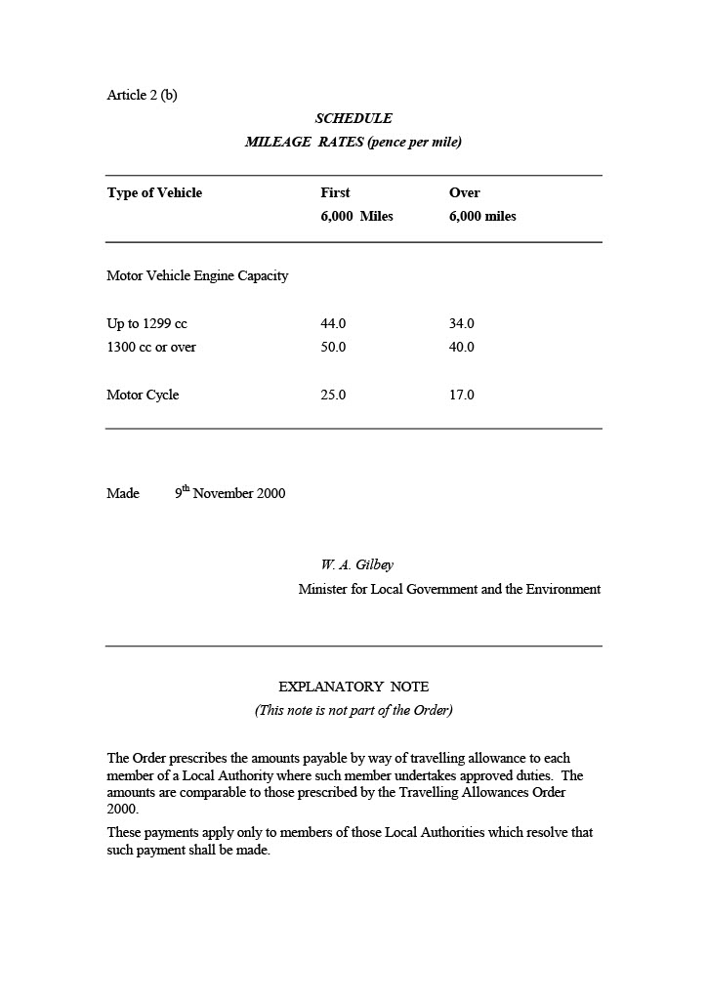 Article 2 (b)
SCHEDULE
MILEAGE RATES (pence per mile)
Type of Vehicle First Over
6,000 Miles 6,000 miles
Motor Vehicle Engine Capacity
Up to 1299 cc 44.0 34.0
1300 cc or over 50.0 40.0
Motor Cycle 25.0 17.0
Made 9th November 2000
W. A. Gilbey
Minister for Local Government and the Environment
EXPLANATORY NOTE
(This note is not part of the Order)
The Order prescribes the amounts payable by way of travelling allowance to each
member of a Local Authority where such member undertakes approved duties. The
amounts are comparable to those prescribed by the Travelling Allowances Order
2000.
These payments apply only to members of those Local Authorities which resolve that
such payment shall be made.